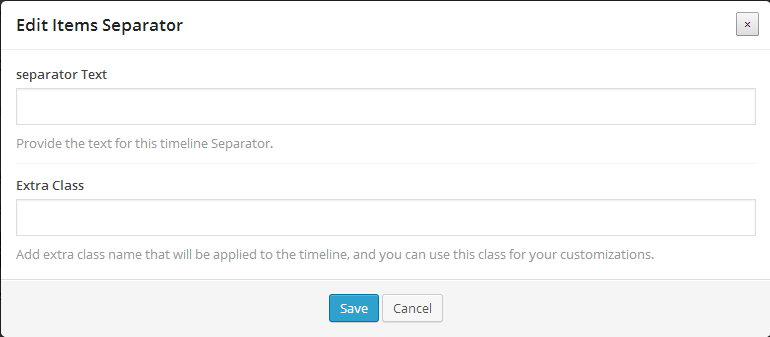 Edit Items Separator
×
separator Text
Provide the text for this timeline Separator.
Extra Class
Add extra class name that will be applied to the timeline, and you can use this class for your customizations.
Save
Cancel